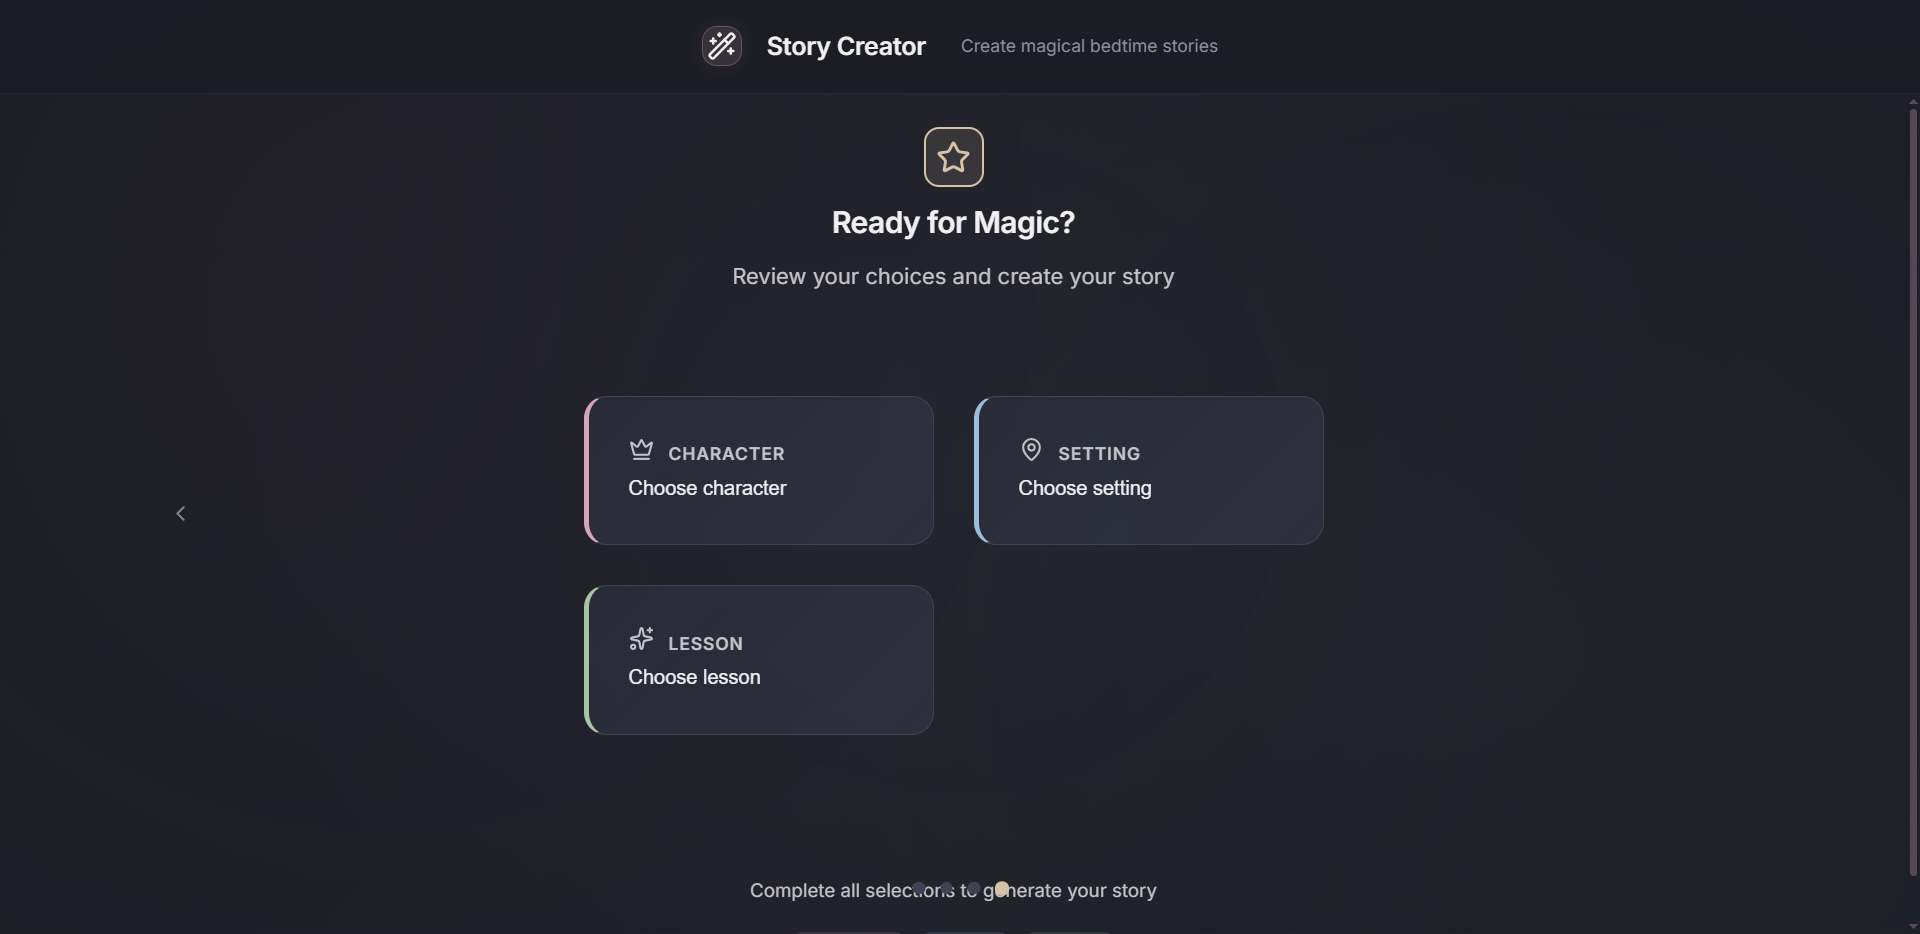 Story Creator
Create magical bedtime stories
Ready for Magic?
Review your choices and create your story
CHARACTER
Choose character
SETTING
Choose setting
LESSON
Choose lesson
Complete all selections to generate your story